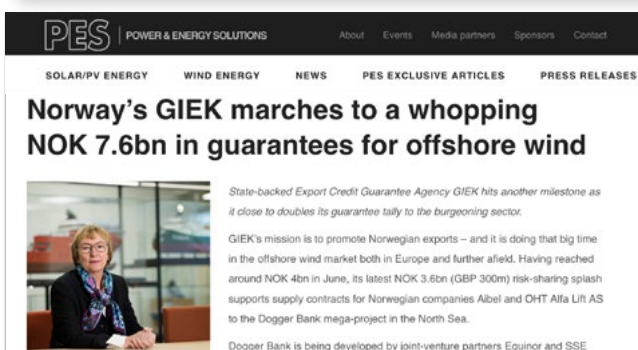 PES POWER & ENERGY SOLUTIONS About Events Media partners Sponsors Contact
SOLAR/PV ENERGY WIND ENERGY NEWS PES EXCLUSIVE ARTICLES PRESS RELEASES
Norway's GIEK marches to a whopping
NOK 7.6bn in guarantees for offshore wind
State-backed Export Credit Guarantee Agency GIEK hits another milestone as
it close to doubles its guarantee tally to the burgeoning sector.
GIEK's mission is to promote Norwegian exports – and it is doing that big time
in the offshore wind market both in Europe and further afield. Having reached
around NOK 4bn in June, its latest NOK 3.6bn (GBP 300m) risk-sharing splash
supports supply contracts for Norwegian companies Aibel and OHT Alfa Lift AS
to the Dogger Bank mega-project in the North Sea.
Dogger Bank is being developed by joint-venture partners Equinor and SSE